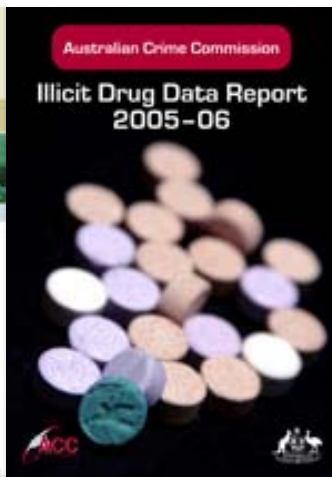 Australian Crime Commission
Illicit Drug Data Report
2005–06
ACC